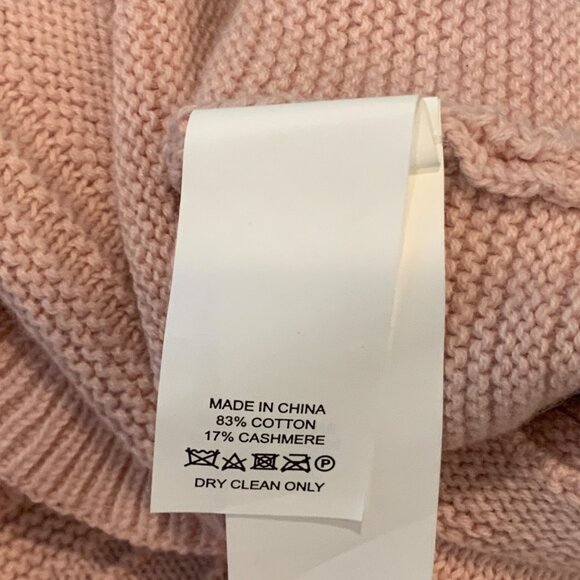 MADE IN CHINA
83% COTTON
17% CASHMERE
P
DRY CLEAN ONLY